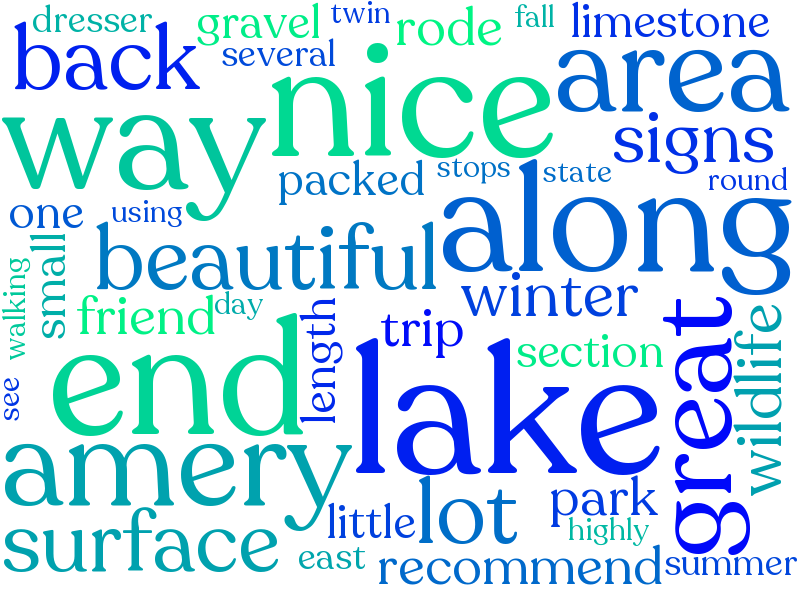 dresser
gravel
twin
rode
fall
limestone
back
several
nice
area
way
signs
packed
stops
state
round
one
using
along
small
beautiful
walking
friend
day
winter
length
trip
great
wildlife
end
lake
section
see
amery
lot
park
surface
little
highly
east
recommend
summer